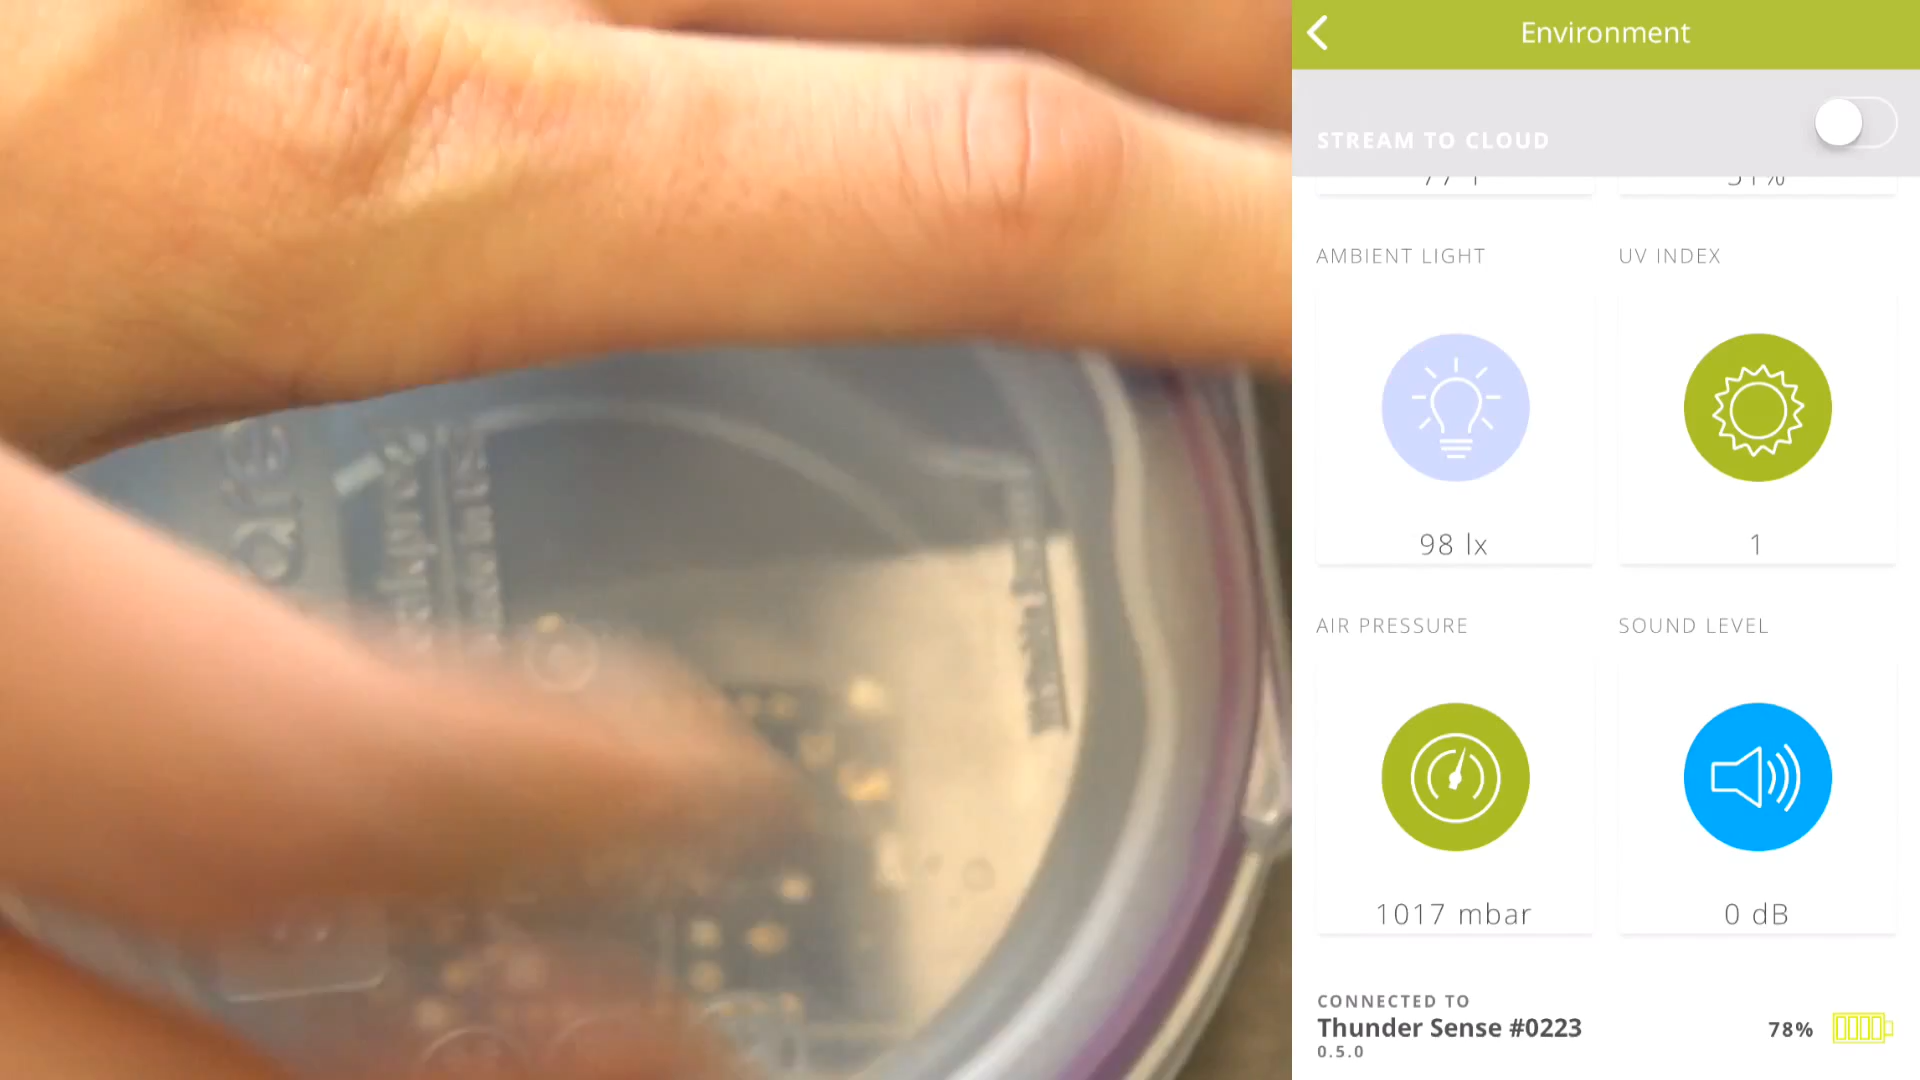 Environment
STREAM TO CLOUD
AMBIENT LIGHT
UV INDEX
98 lx
1
AIR PRESSURE
SOUND LEVEL
1017 mbar
0 dB
CONNECTED TO
Thunder Sense #0223
78%
0.5.0